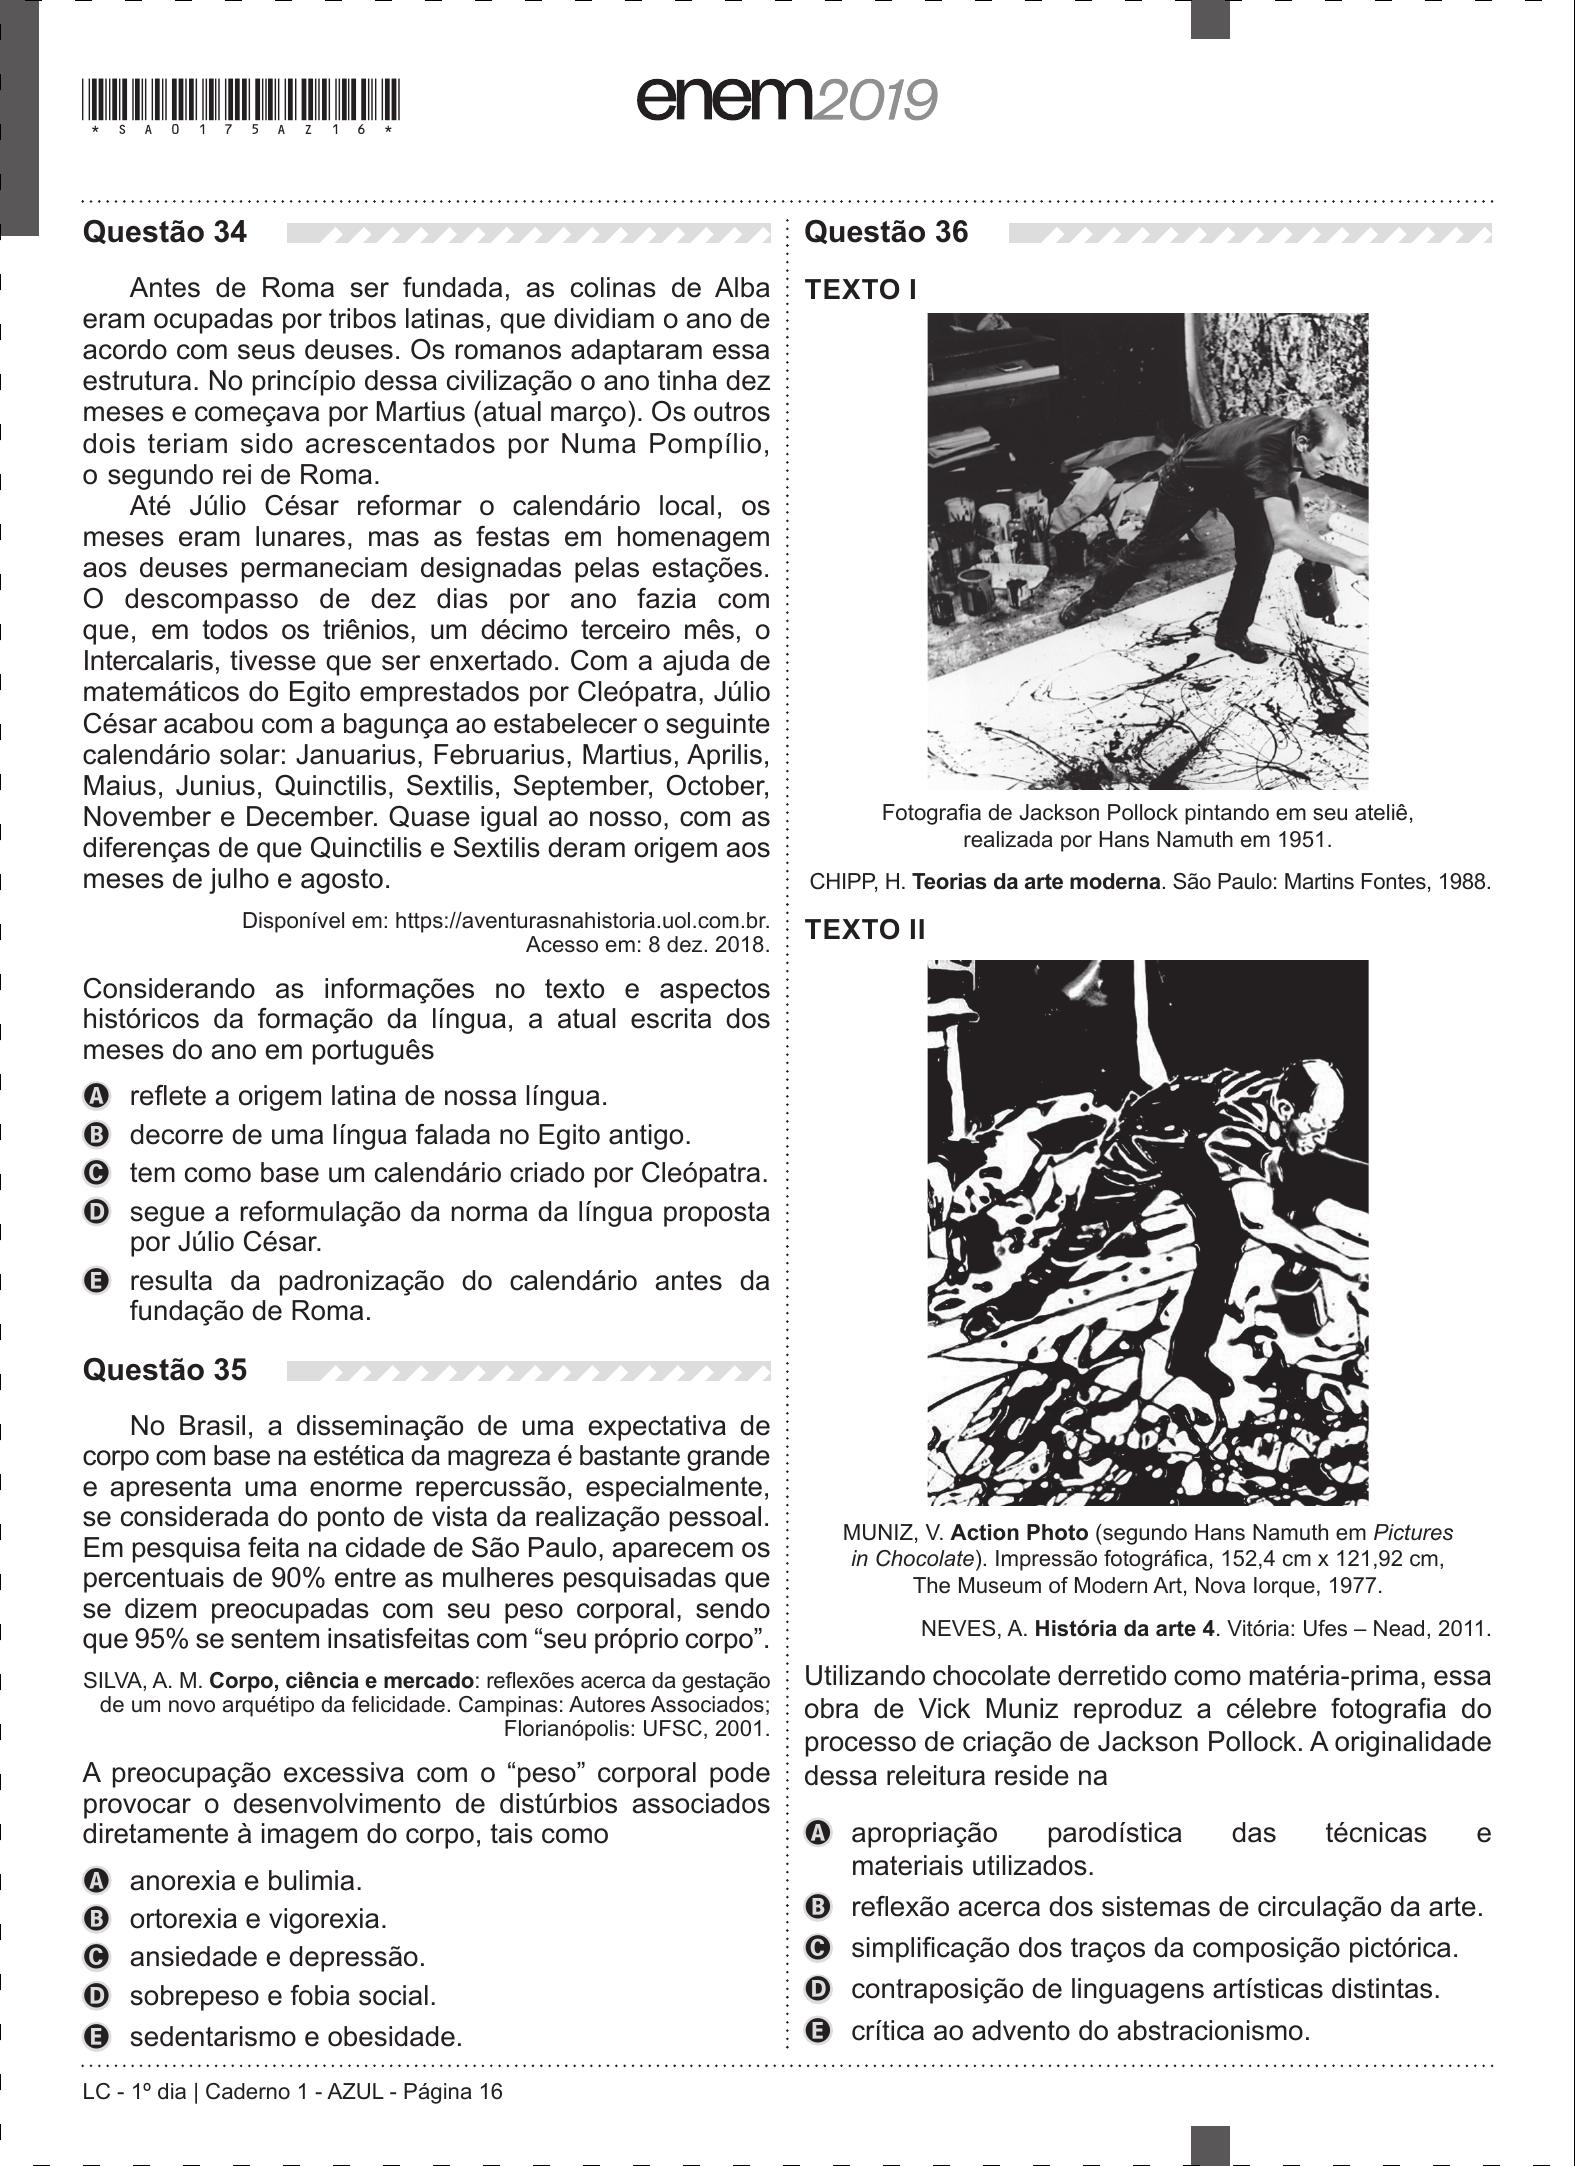 *SA0175AZ16*
enem2019
Questão 34
Antes de Roma ser fundada, as colinas de Alba
eram ocupadas por tribos latinas, que dividiam o ano de
acordo com seus deuses. Os romanos adaptaram essa
estrutura. No princípio dessa civilização o ano tinha dez
meses e começava por Martius (atual março). Os outros
dois teriam sido acrescentados por Numa Pompílio,
o segundo rei de Roma.
Até Júlio César reformar o calendário local, os
meses eram lunares, mas as festas em homenagem
aos deuses permaneciam designadas pelas estações.
O descompasso de dez dias por ano fazia com
que, em todos os triênios, um décimo terceiro mês, o
Intercalaris, tivesse que ser enxertado. Com a ajuda de
matemáticos do Egito emprestados por Cleópatra, Júlio
César acabou com a bagunça ao estabelecer o seguinte
calendário solar: Januarius, Februarius, Martius, Aprilis,
Maius, Junius, Quinctilis, Sextilis, September, October,
November e December. Quase igual ao nosso, com as
diferenças de que Quinctilis e Sextilis deram origem aos
meses de julho e agosto.
Disponível em: https://aventurasnahistoria.uol.com.br.
Acesso em: 8 dez. 2018.
Considerando as informações no texto e aspectos
históricos da formação da língua, a atual escrita dos
meses do ano em português
A reflete a origem latina de nossa língua.
B decorre de uma língua falada no Egito antigo.
C tem como base um calendário criado por Cleópatra.
D segue a reformulação da norma da língua proposta
por Júlio César.
E resulta da padronização do calendário antes da
fundação de Roma.
Questão 35
No Brasil, a disseminação de uma expectativa de
corpo com base na estética da magreza é bastante grande
e apresenta uma enorme repercussão, especialmente,
se considerada do ponto de vista da realização pessoal.
Em pesquisa feita na cidade de São Paulo, aparecem os
percentuais de 90% entre as mulheres pesquisadas que
se dizem preocupadas com seu peso corporal, sendo
que 95% se sentem insatisfeitas com “seu próprio corpo”.
SILVA, A. M. Corpo, ciência e mercado: reflexões acerca da gestação
de um novo arquétipo da felicidade. Campinas: Autores Associados;
Florianópolis: UFSC, 2001.
A preocupação excessiva com o “peso” corporal pode
provocar o desenvolvimento de distúrbios associados
diretamente à imagem do corpo, tais como
A anorexia e bulimia.
B ortorexia e vigorexia.
C ansiedade e depressão.
D sobrepeso e fobia social.
E sedentarismo e obesidade.
Questão 36
TEXTO I
Fotografia de Jackson Pollock pintando em seu ateliê,
realizada por Hans Namuth em 1951.
CHIPP, H. Teorias da arte moderna. São Paulo: Martins Fontes, 1988.
TEXTO II
MUNIZ, V. Action Photo (segundo Hans Namuth em Pictures
in Chocolate). Impressão fotográfica, 152,4 cm x 121,92 cm,
The Museum of Modern Art, Nova Iorque, 1977.
NEVES, A. História da arte 4. Vitória: Ufes – Nead, 2011.
Utilizando chocolate derretido como matéria-prima, essa
obra de Vick Muniz reproduz a célebre fotografia do
processo de criação de Jackson Pollock. A originalidade
dessa releitura reside na
A apropriação parodística das técnicas e
materiais utilizados.
B reflexão acerca dos sistemas de circulação da arte.
C simplificação dos traços da composição pictórica.
D contraposição de linguagens artísticas distintas.
E crítica ao advento do abstracionismo.
LC - 1º dia | Caderno 1 - AZUL - Página 16